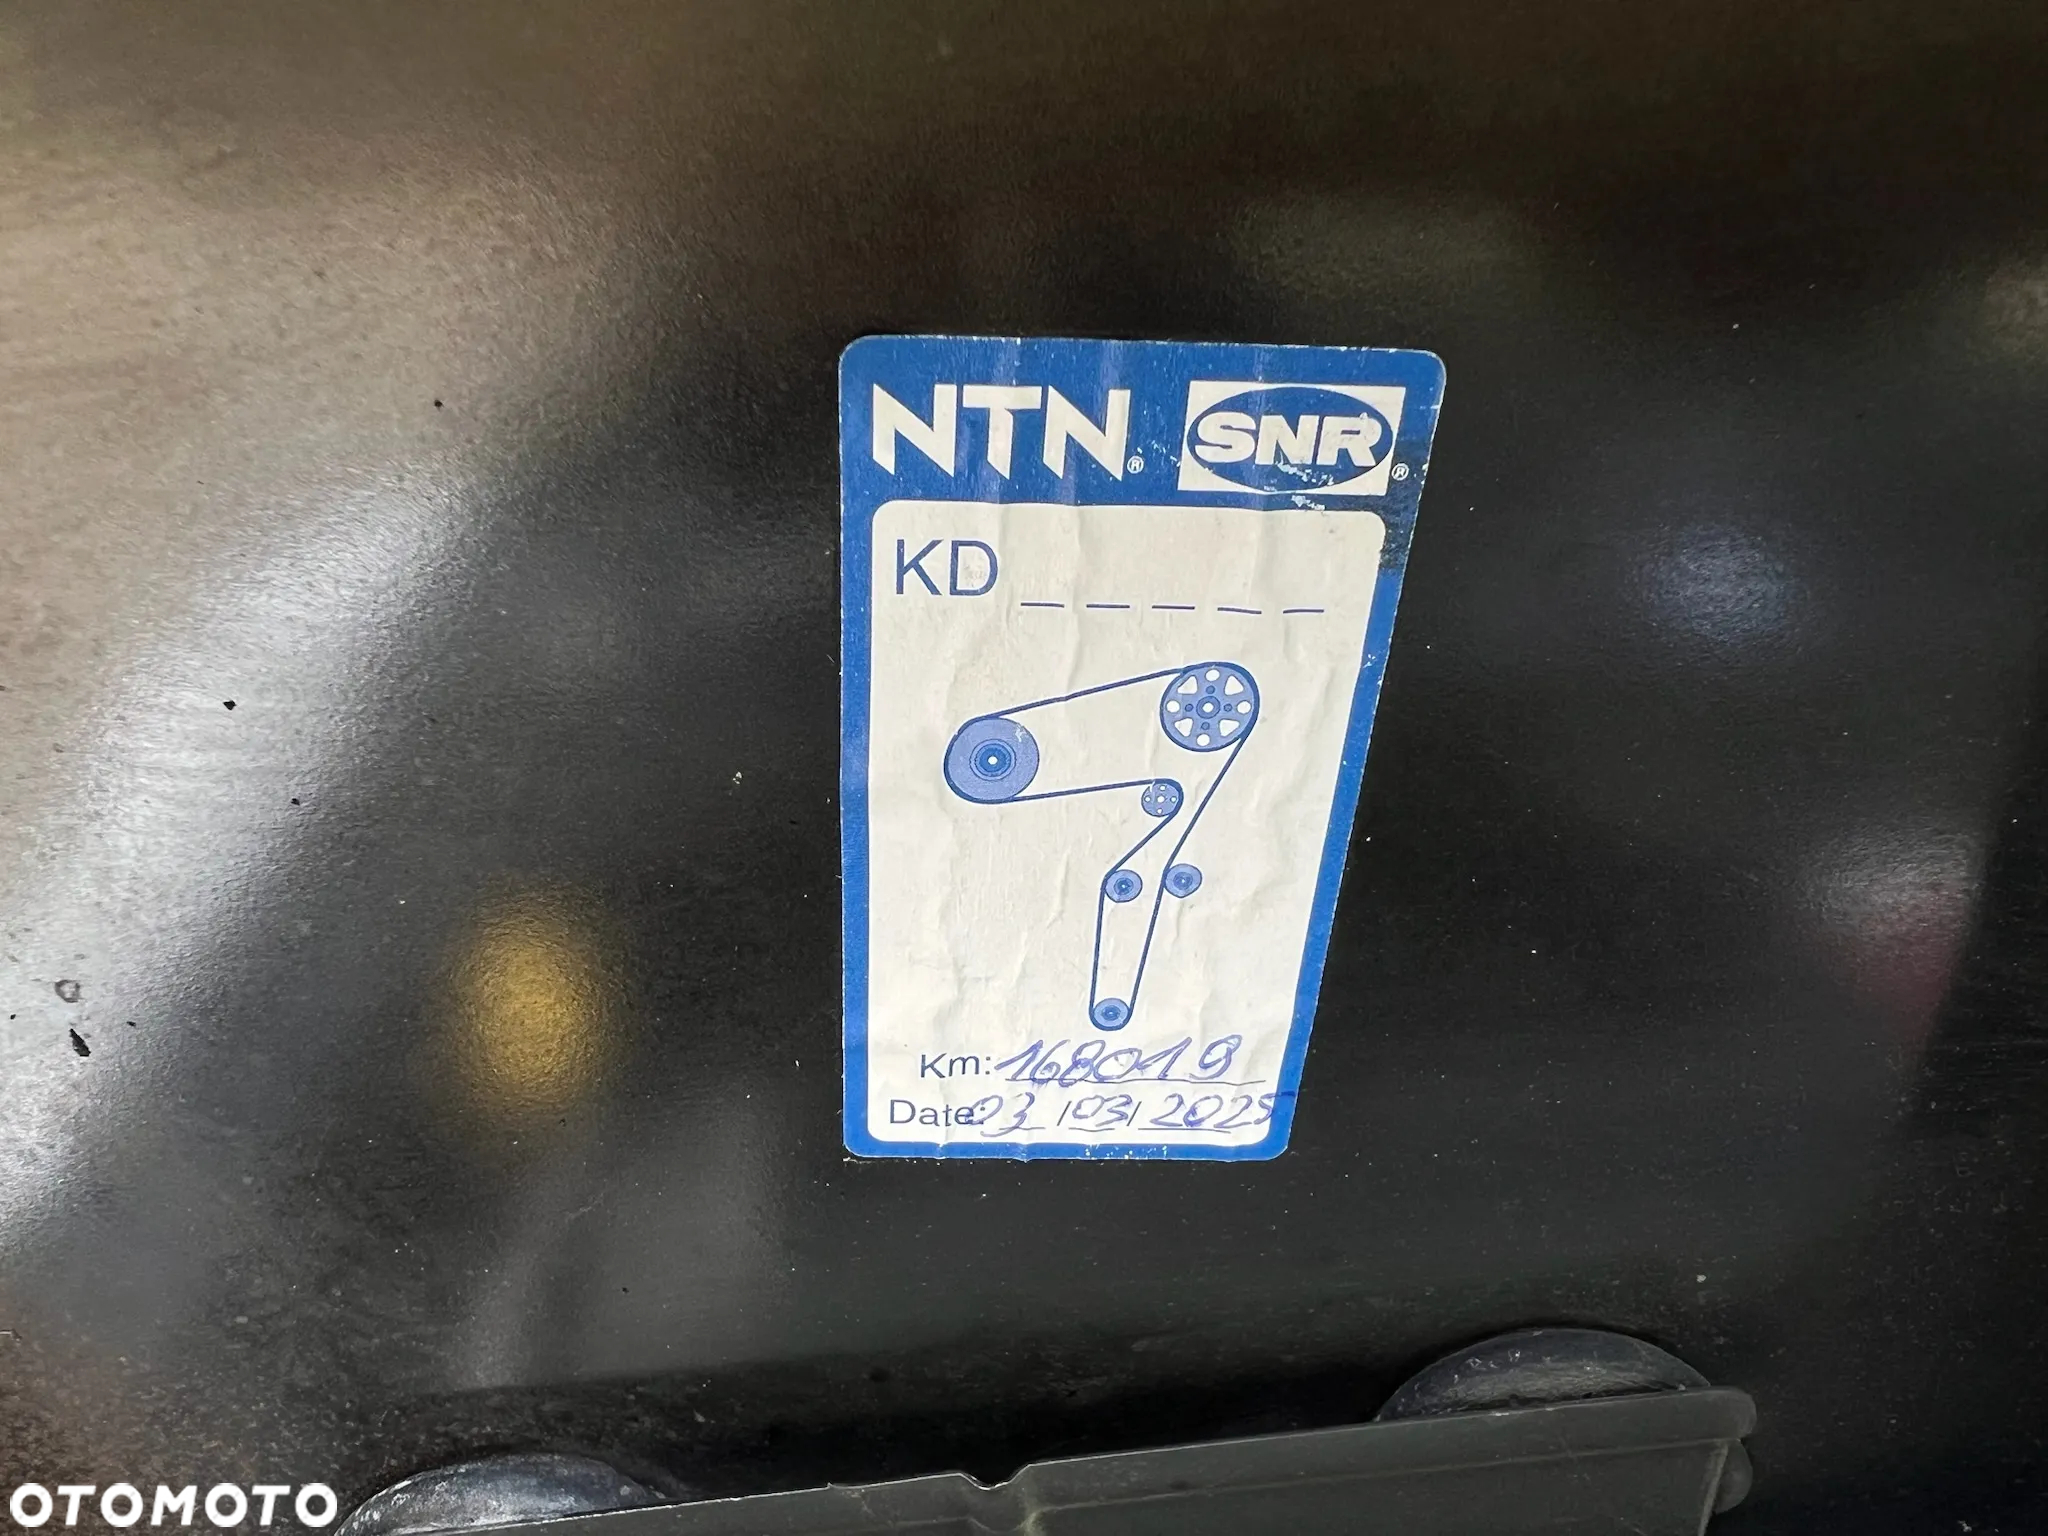 NTN® SNR®
KD _ _ _ _ _
Km: 168019
Date: 03/03/2025
OTOMOTO